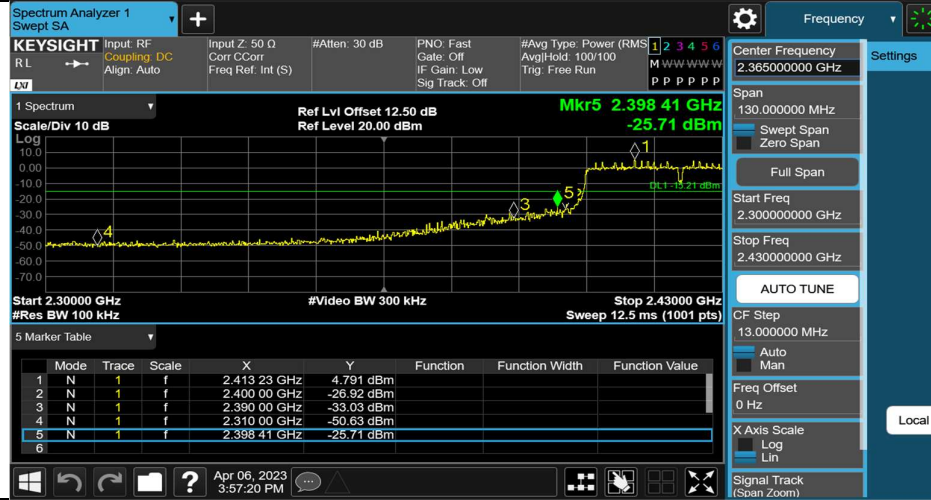 Spectrum Analyzer 1
Swept SA
+
Frequency
KEYSIGHT
RL
LXI
Input: RF
Coupling: DC
Align: Auto
Input Z: 50 Ω
Corr CCorr
Freq Ref: Int (S)
#Atten: 30 dB
PNO: Fast
Gate: Off
IF Gain: Low
Sig Track: Off
#Avg Type: Power (RMS
Avg|Hold: 100/100
Trig: Free Run
1 2 3 4 5 6
M W W W W W
P P P P P P
1 Spectrum
Scale/Div 10 dB
Ref Lvl Offset 12.50 dB
Ref Level 20.00 dBm
Mkr5 2.398 41 GHz
-25.71 dBm
Log
10.0
0.00
-10.0
-20.0
-30.0
-40.0
-50.0
-60.0
-70.0
1
DL1 -15.21 dBm
5
3
4
Start 2.30000 GHz
#Video BW 300 kHz
Stop 2.43000 GHz
#Res BW 100 kHz
Sweep 12.5 ms (1001 pts)
5 Marker Table
Mode Trace Scale X Y Function Function Width Function Value
1 N 1 f 2.413 23 GHz 4.791 dBm
2 N 1 f 2.400 00 GHz -26.92 dBm
3 N 1 f 2.390 00 GHz -33.03 dBm
4 N 1 f 2.310 00 GHz -50.63 dBm
5 N 1 f 2.398 41 GHz -25.71 dBm
6
?
Apr 06, 2023
3:57:20 PM
Center Frequency
2.365000000 GHz
Span
130.000000 MHz
Swept Span
Zero Span
Full Span
Start Freq
2.300000000 GHz
Stop Freq
2.430000000 GHz
AUTO TUNE
CF Step
13.000000 MHz
Auto
Man
Freq Offset
0 Hz
X Axis Scale
Log
Lin
Signal Track
(Span Zoom)
Settings
Local